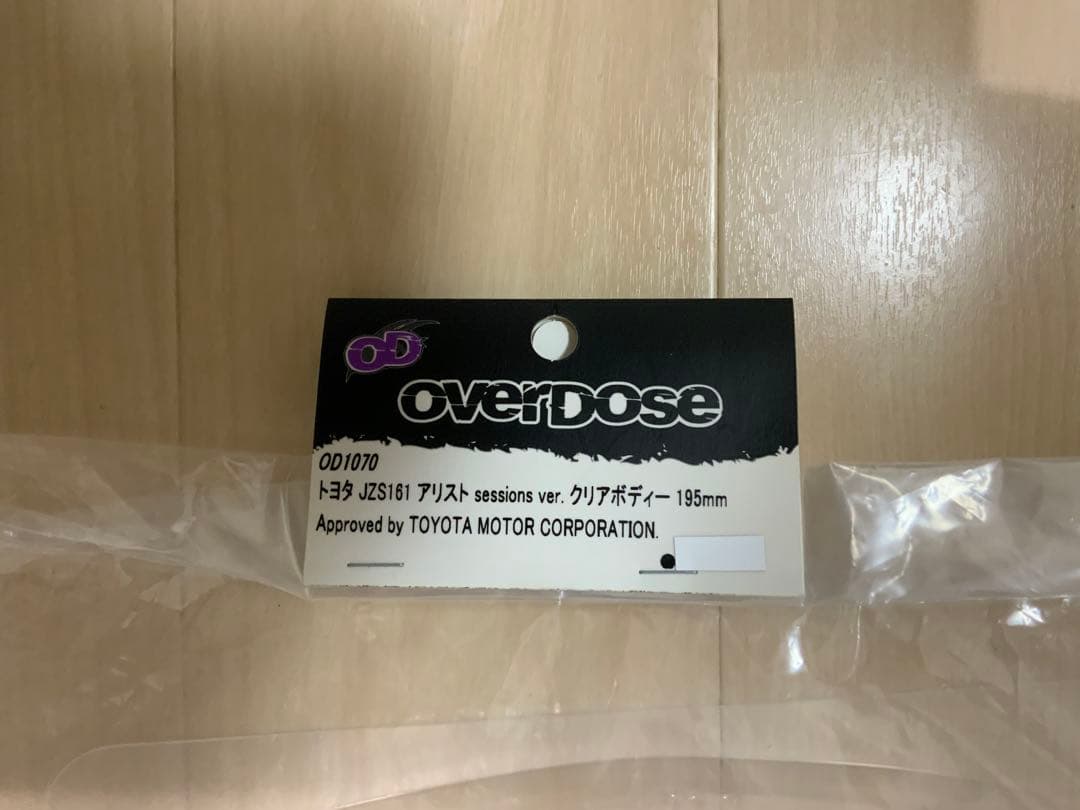 OD
overDose
OD1070
トヨタ JZS161 アリスト sessions ver. クリアボディー 195mm
Approved by TOYOTA MOTOR CORPORATION.